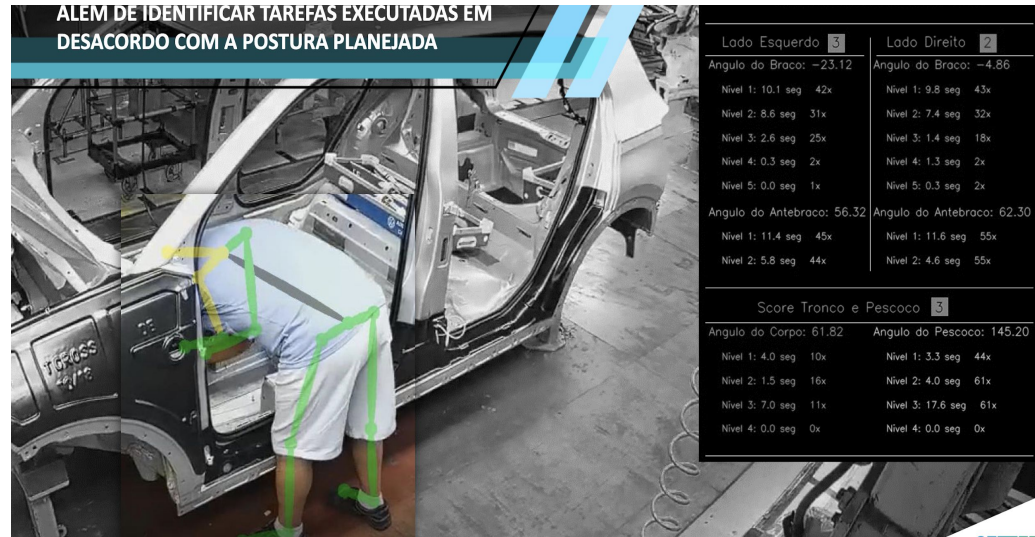 ALÉM DE IDENTIFICAR TAREFAS EXECUTADAS EM
DESACORDO COM A POSTURA PLANEJADA
Lado Esquerdo 3
Angulo do Braco: -23.12
Nivel 1: 10.1 seg 42x
Nivel 2: 8.6 seg 31x
Nivel 3: 2.6 seg 25x
Nivel 4: 0.3 seg 2x
Nivel 5: 0.0 seg 1x
Angulo do Antebraco: 56.32
Nivel 1: 11.4 seg 45x
Nivel 2: 5.8 seg 44x
Lado Direito 2
Angulo do Braco: -4.86
Nivel 1: 9.8 seg 43x
Nivel 2: 7.4 seg 32x
Nivel 3: 1.4 seg 18x
Nivel 4: 1.3 seg 2x
Nivel 5: 0.3 seg 2x
Angulo do Antebraco: 62.30
Nivel 1: 11.6 seg 55x
Nivel 2: 4.6 seg 55x
Score Tronco e Pescoco 3
Angulo do Corpo: 61.82
Nivel 1: 4.0 seg 10x
Nivel 2: 1.5 seg 16x
Nivel 3: 7.0 seg 11x
Nivel 4: 0.0 seg 0x
Angulo do Pescoco: 145.20
Nivel 1: 3.3 seg 44x
Nivel 2: 4.0 seg 61x
Nivel 3: 17.6 seg 61x
Nivel 4: 0.0 seg 0x